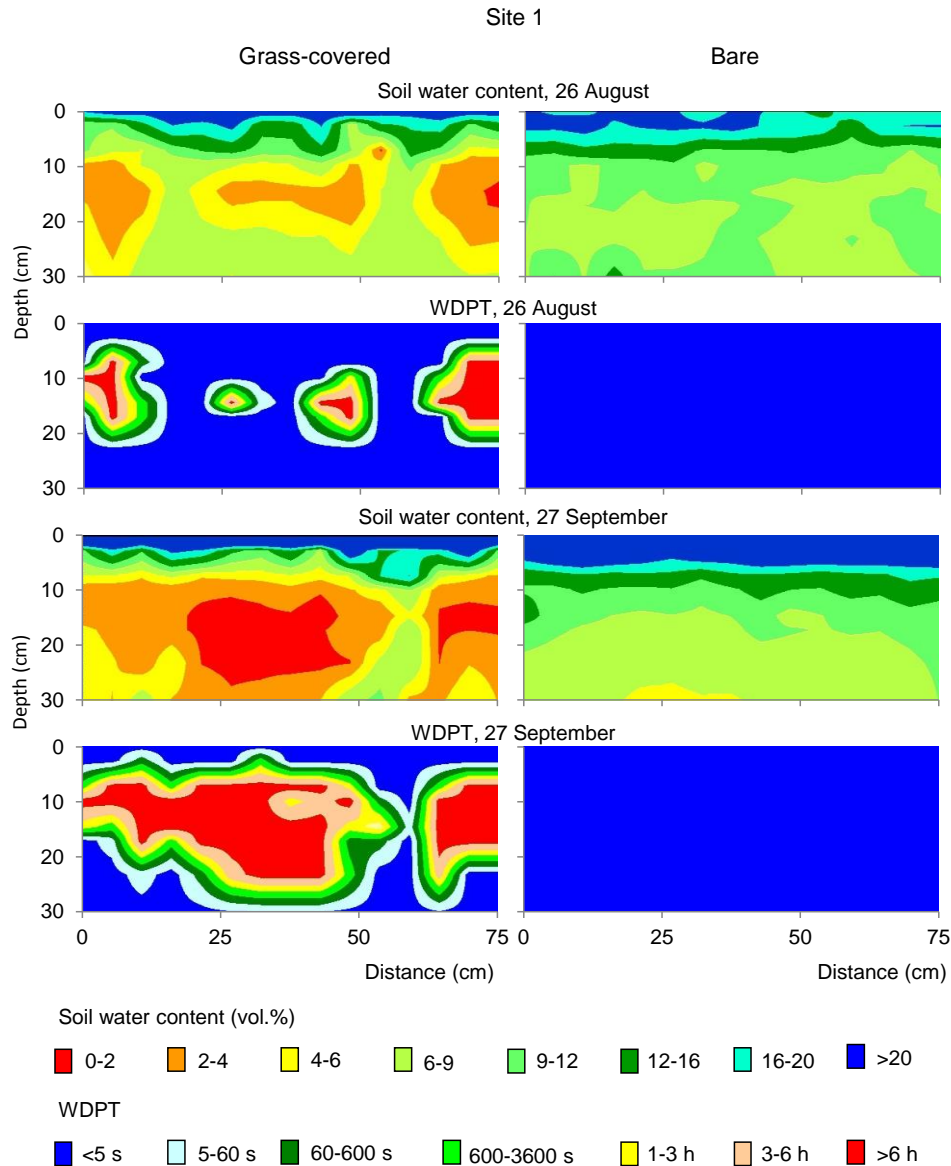 Site 1
Grass-covered Bare
Soil water content, 26 August
0
10
20
30
Depth (cm)
WDPT, 26 August
0
10
20
30
Soil water content, 27 September
0
10
20
30
Depth (cm)
WDPT, 27 September
0
10
20
30
0 25 50 75 0 25 50 75
Distance (cm) Distance (cm)
Soil water content (vol.%)
0-2 2-4 4-6 6-9 9-12 12-16 16-20 >20
WDPT
<5 s 5-60 s 60-600 s 600-3600 s 1-3 h 3-6 h >6 h